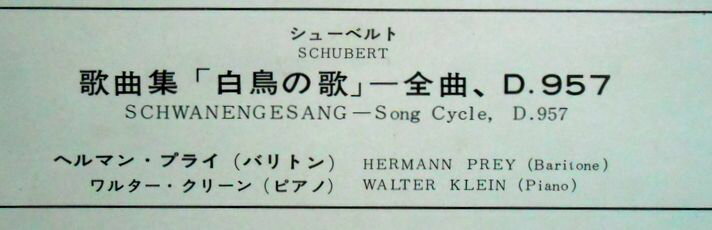 シューベルト
SCHUBERT
歌曲集「白鳥の歌」—全曲、D.957
SCHWANENGESANG—Song Cycle, D.957
ヘルマン・プライ(バリトン) HERMANN PREY (Baritone)
ワルター・クリーン(ピアノ) WALTER KLEIN (Piano)